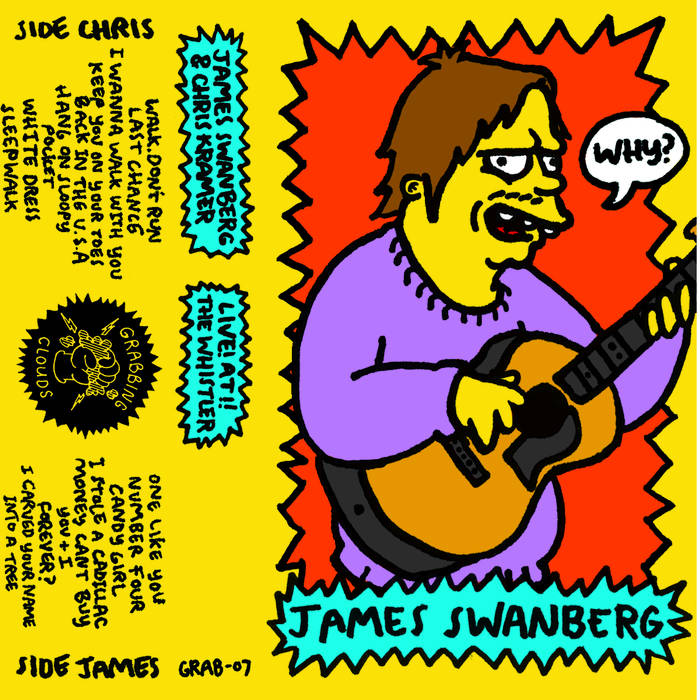 SIDE CHRIS
WALK, DON'T RUN
LAST CHANCE
I WANNA WALK WITH YOU
KEEP YOU ON YOUR TOES
BACK IN THE U.S.A
HANG ON SLOOPY
POCKET
WHITE DRESS
SLEEPWALK
JAMES SWANBERG
& CHRIS KRAMER
LIVE! AT!!
THE WHISTLER
GRABBING
CLOUDS
ONE LIKE YOU
NUMBER FOUR
CANDY GIRL
I STOLE A CADILLAC
MONEY CAN'T BUY
YOU + I
FOREVER?
I CARVED YOUR NAME
INTO A TREE
SIDE JAMES
GRAB-07
WHY?
JAMES SWANBERG